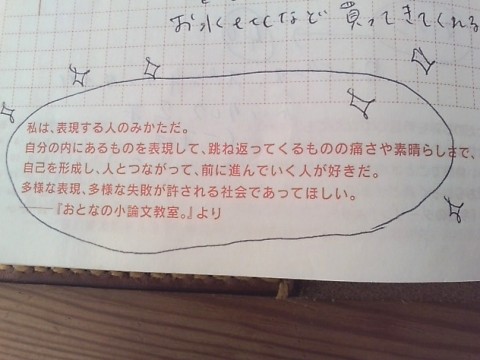 お水くとなど買ってきてくれる
私は、表現する人のみかただ。
自分の内にあるものを表現して、跳ね返ってくるものの痛さや素晴らしさで、
自己を形成し、人とつながって、前に進んでいく人が好きだ。
多様な表現、多様な失敗が許される社会であってほしい。
――『おとなの小論文教室。』より